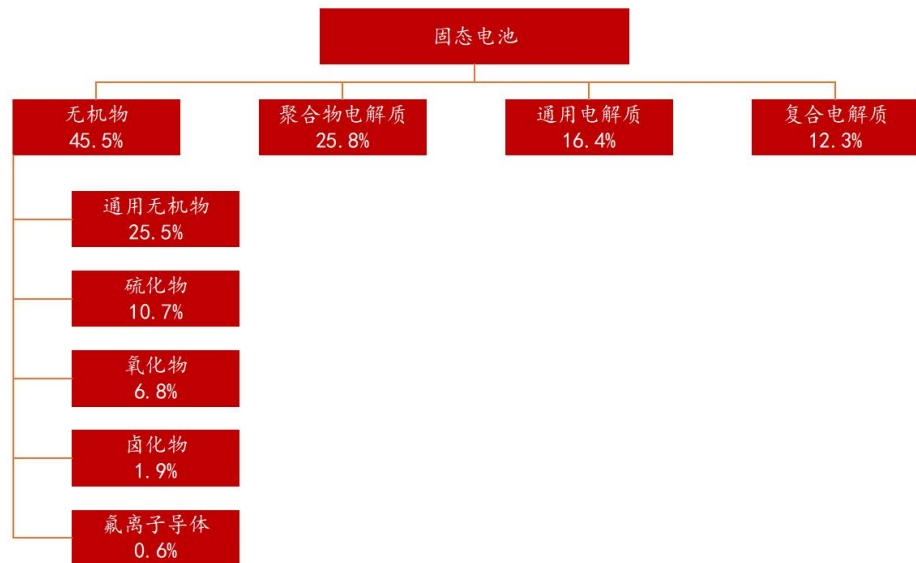 固态电池
无机物
45.5%
聚合物电解质
25.8%
通用电解质
16.4%
复合电解质
12.3%
通用无机物
25.5%
硫化物
10.7%
氧化物
6.8%
卤化物
1.9%
氟离子导体
0.6%